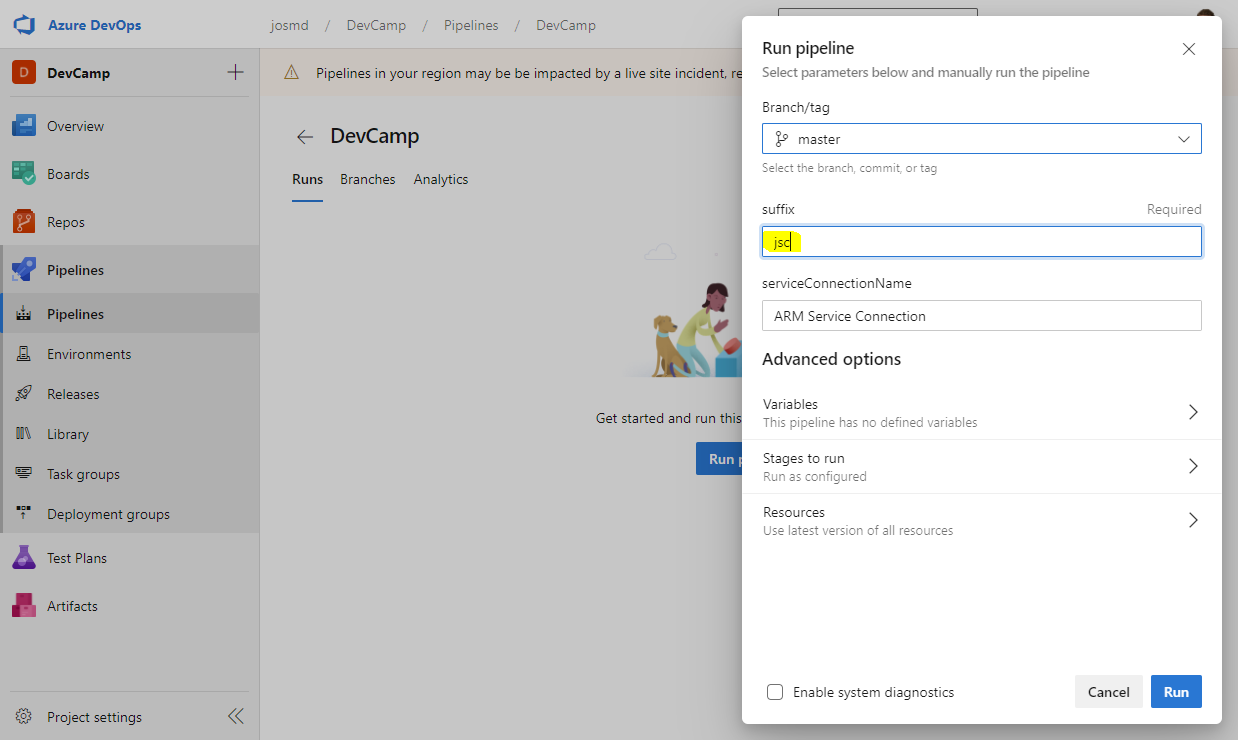 Azure DevOps
josmd / DevCamp / Pipelines / DevCamp
D DevCamp
Overview
Boards
Repos
Pipelines
Pipelines
Environments
Releases
Library
Task groups
Deployment groups
Test Plans
Artifacts
Project settings
Pipelines in your region may be be impacted by a live site incident, re
DevCamp
Runs Branches Analytics
Get started and run this
Run p
Run pipeline
Select parameters below and manually run the pipeline
Branch/tag
master
Select the branch, commit, or tag
suffix Required
jsc
serviceConnectionName
ARM Service Connection
Advanced options
Variables
This pipeline has no defined variables
Stages to run
Run as configured
Resources
Use latest version of all resources
Enable system diagnostics
Cancel Run